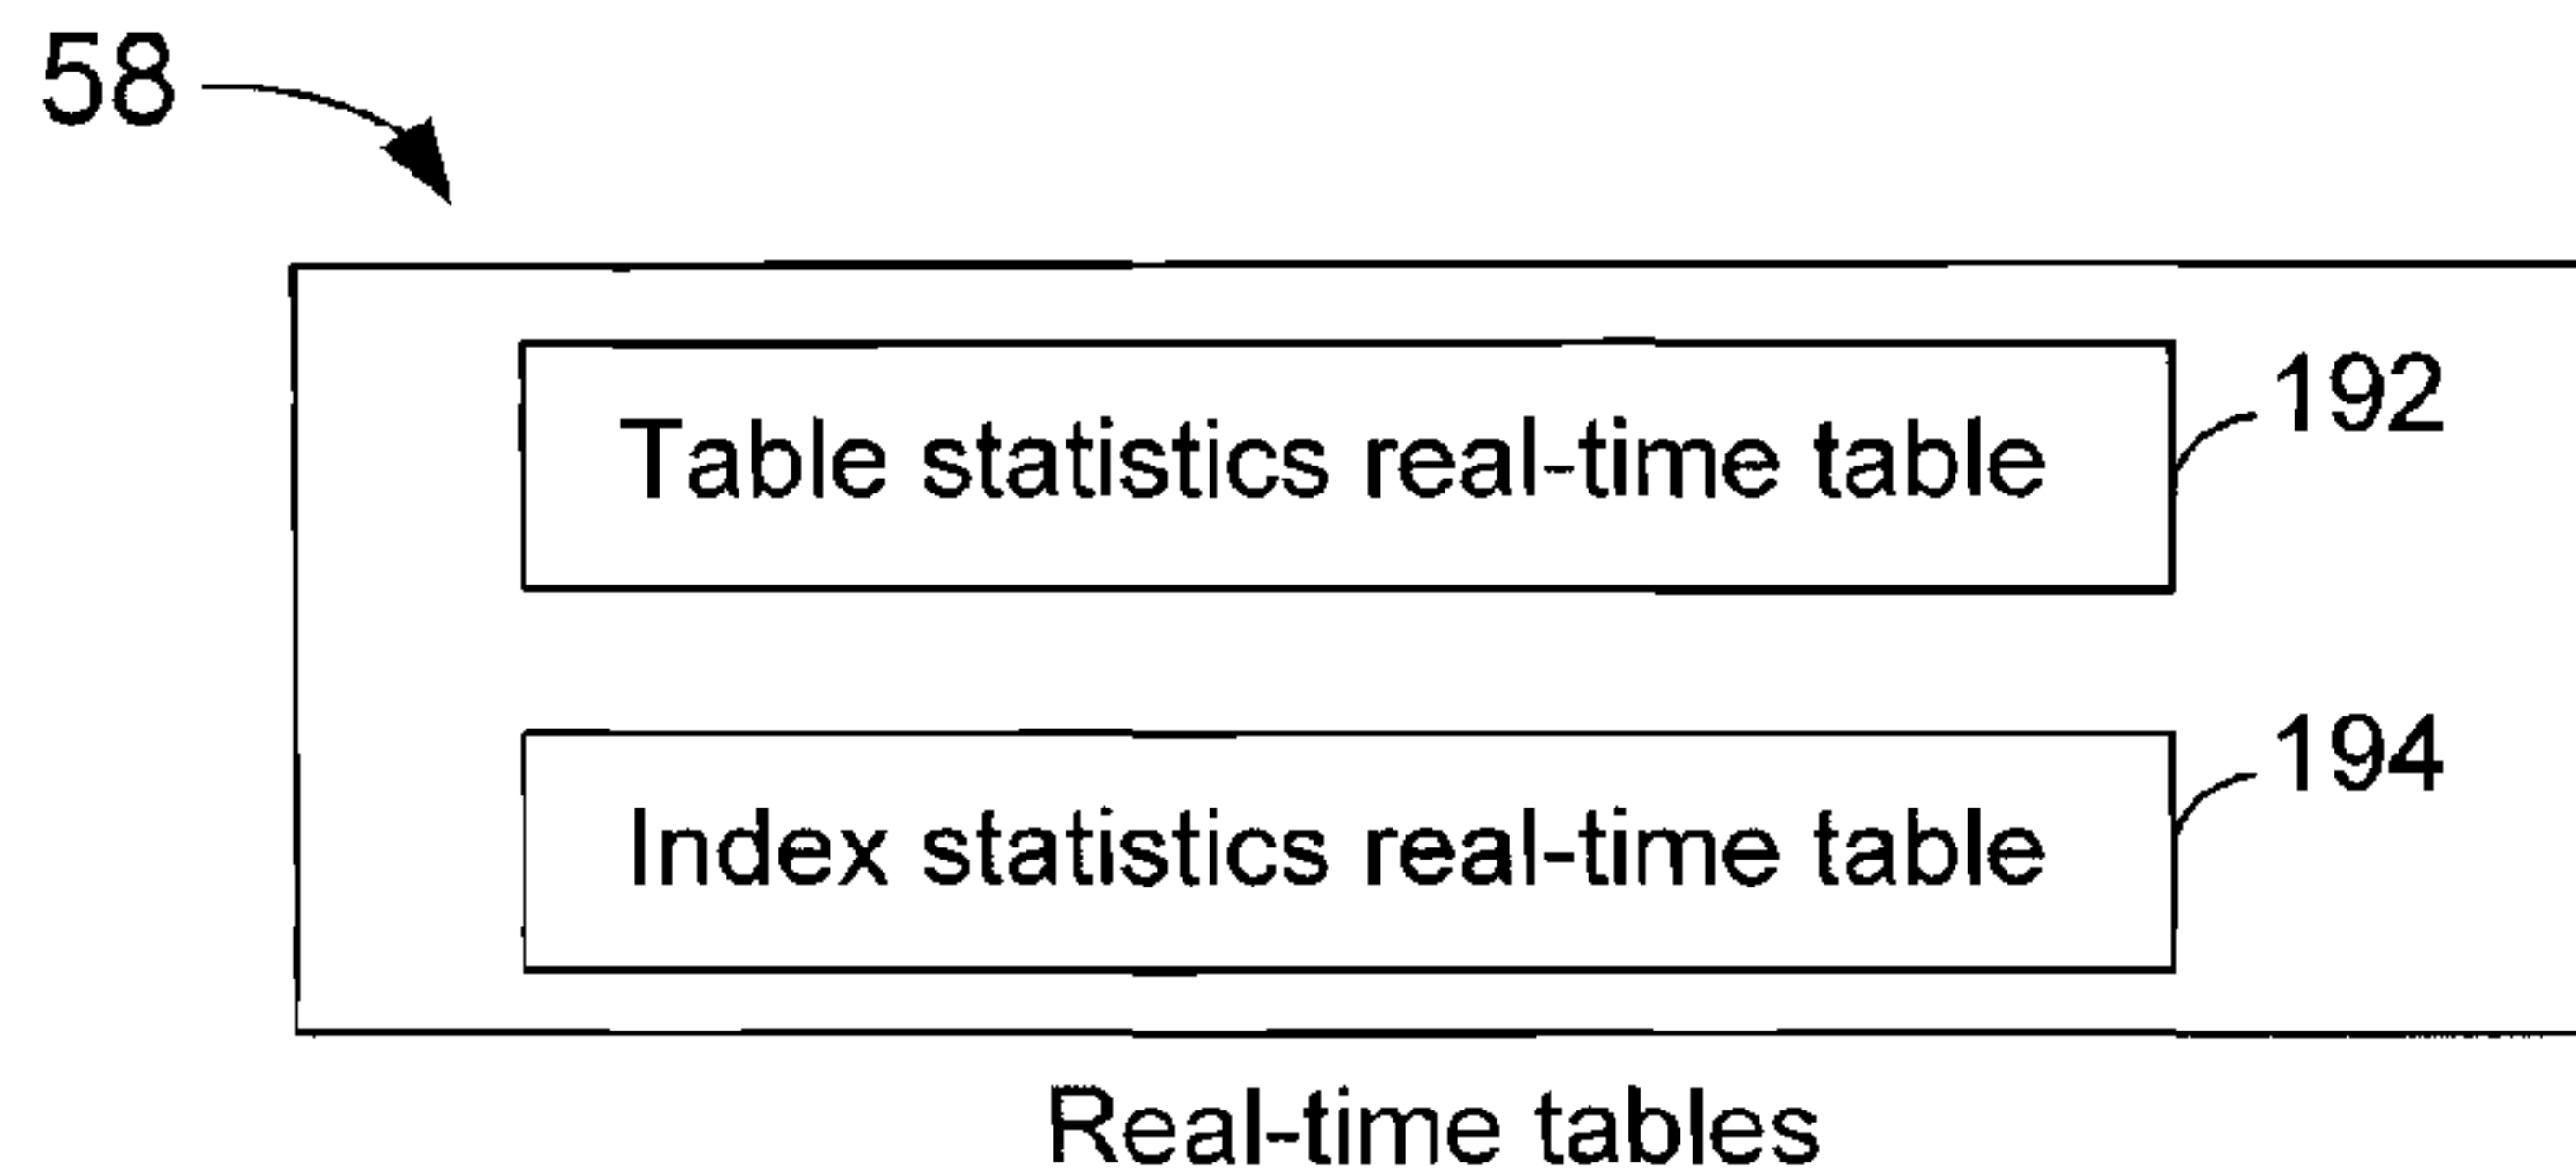 58
Table statistics real-time table
192
Index statistics real-time table
194
Real-time tables